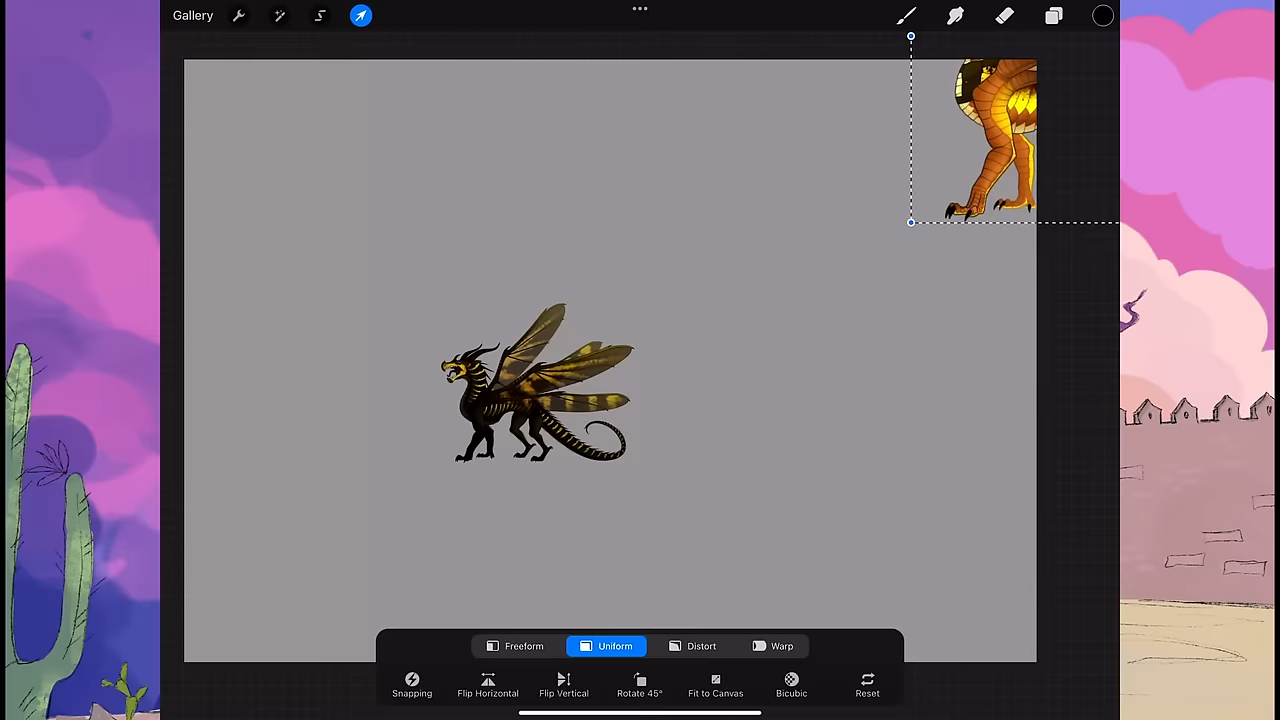 Gallery
Freeform Uniform Distort Warp
Snapping Flip Horizontal Flip Vertical Rotate 45° Fit to Canvas Bicubic Reset